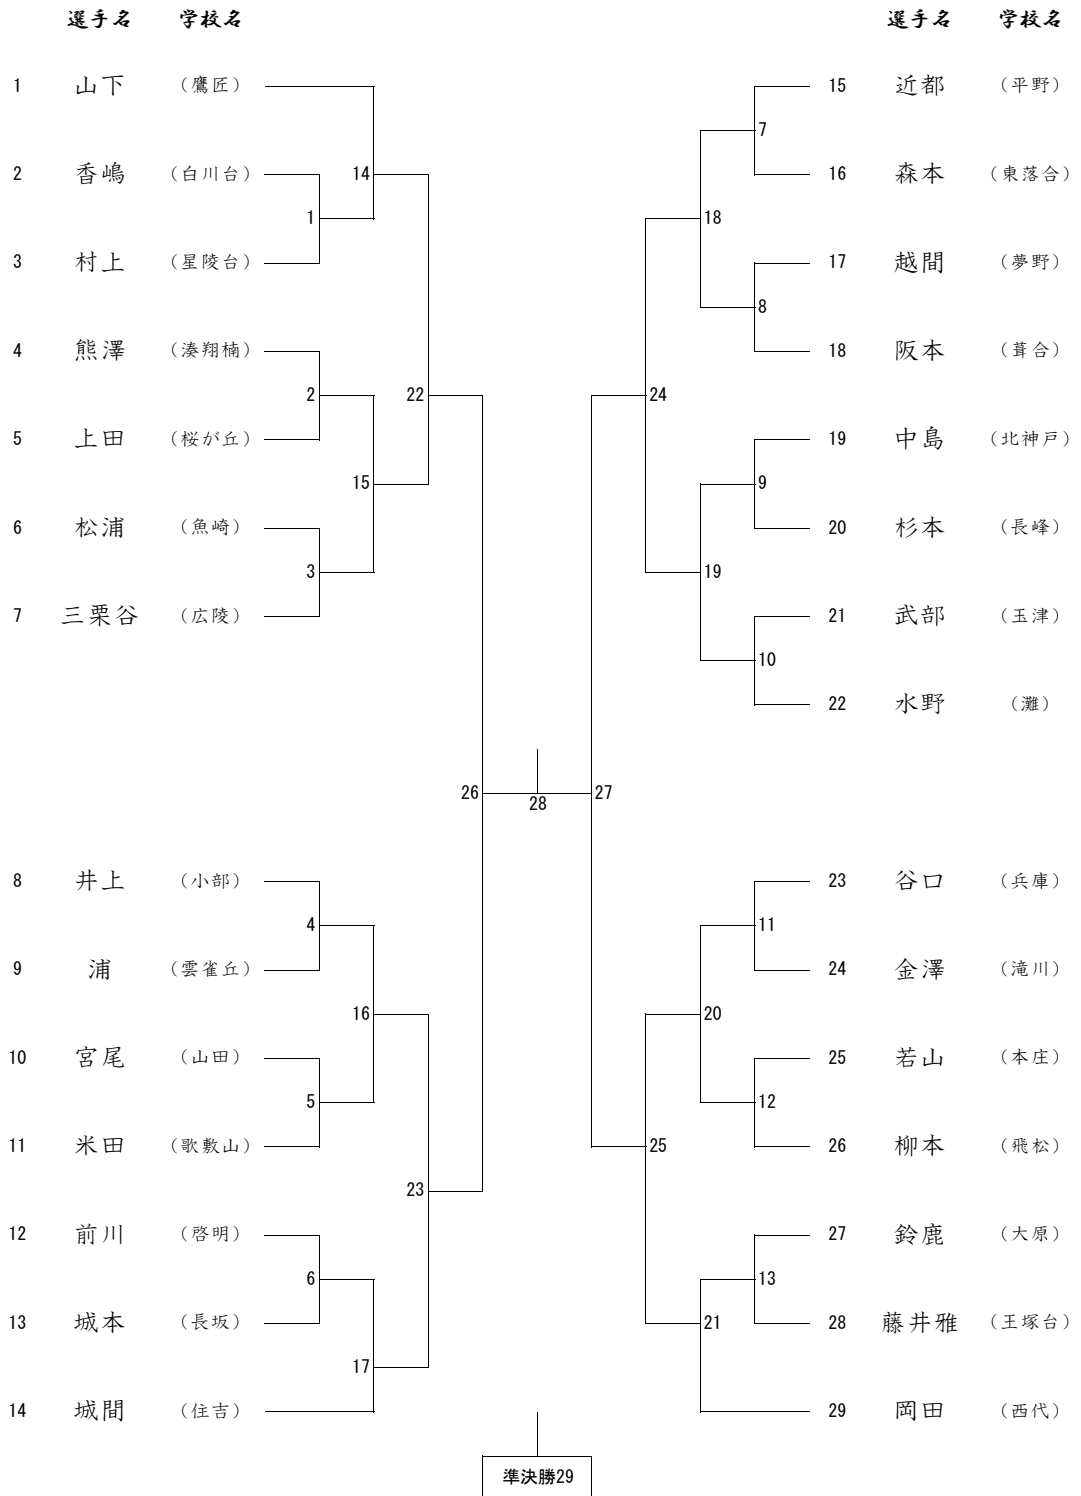 選手名 学校名 選手名 学校名
1 山下 （鷹匠） 15 近都 （平野）
7
2 香嶋 （白川台） 14 16 森本 （東落合）
1 18
3 村上 （星陵台） 17 越間 （夢野）
8
4 熊澤 （湊翔楠） 18 阪本 （葺合）
2 22 24
5 上田 （桜が丘） 19 中島 （北神戸）
15 9
6 松浦 （魚崎） 20 杉本 （長峰）
3 19
7 三栗谷 （広陵） 21 武部 （玉津）
10
22 水野 （灘）
26 28 27
8 井上 （小部） 23 谷口 （兵庫）
4 11
9 浦 （雲雀丘） 24 金澤 （滝川）
16 20
10 宮尾 （山田） 25 若山 （本庄）
5 12
11 米田 （歌敷山） 25 26 柳本 （飛松）
23
12 前川 （啓明） 27 鈴鹿 （大原）
6 13
13 城本 （長坂） 21 28 藤井雅 （王塚台）
17
14 城間 （住吉） 29 岡田 （西代）
準決勝29